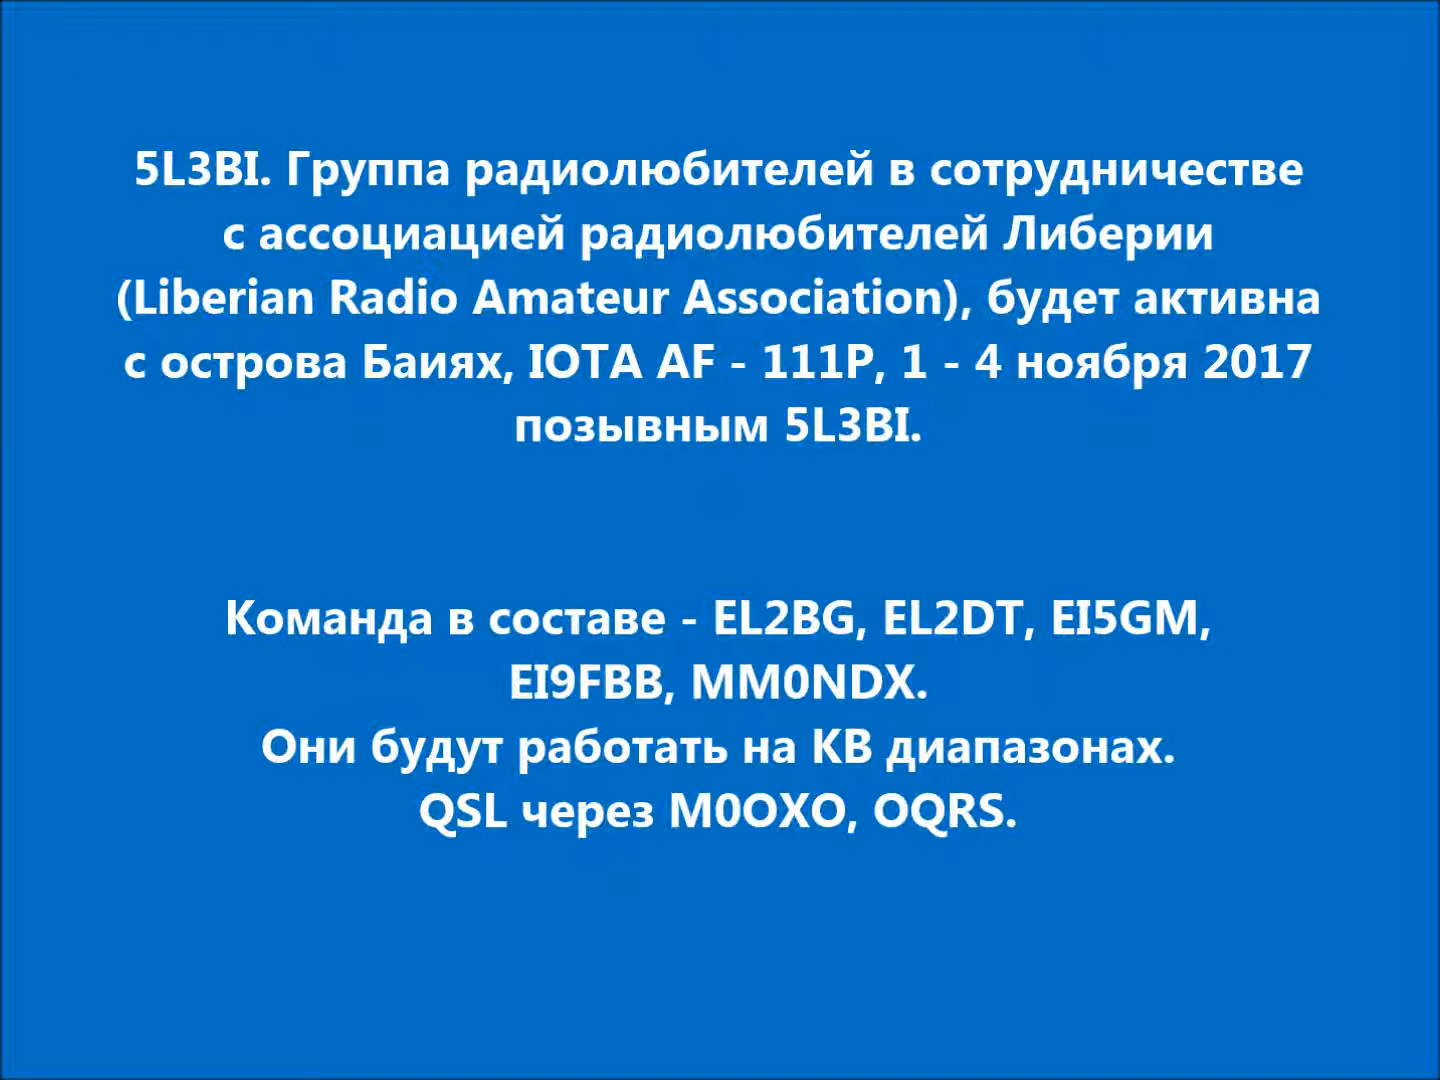 5L3BI. Группа радиолюбителей в сотрудничестве
с ассоциацией радиолюбителей Либерии
(Liberian Radio Amateur Association), будет активна
с острова Баиях, IOTA AF - 111P, 1 - 4 ноября 2017
позывным 5L3BI.
Команда в составе - EL2BG, EL2DT, EI5GM,
EI9FBB, MM0NDX.
Они будут работать на КВ диапазонах.
QSL через M0OXO, OQRS.